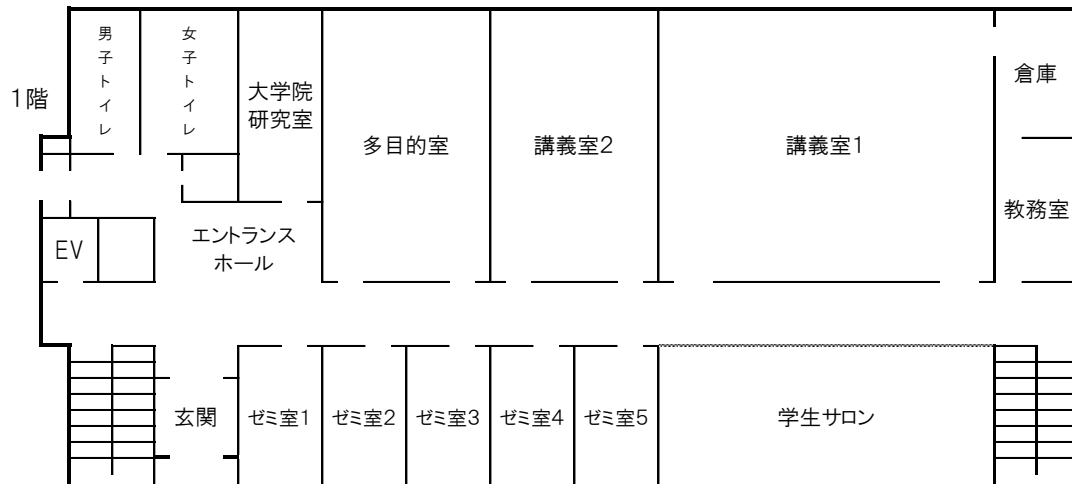 1階
男子トイレ
女子トイレ
大学院
研究室
多目的室
講義室2
講義室1
倉庫
教務室
EV
エントランス
ホール
玄関
ゼミ室1
ゼミ室2
ゼミ室3
ゼミ室4
ゼミ室5
学生サロン